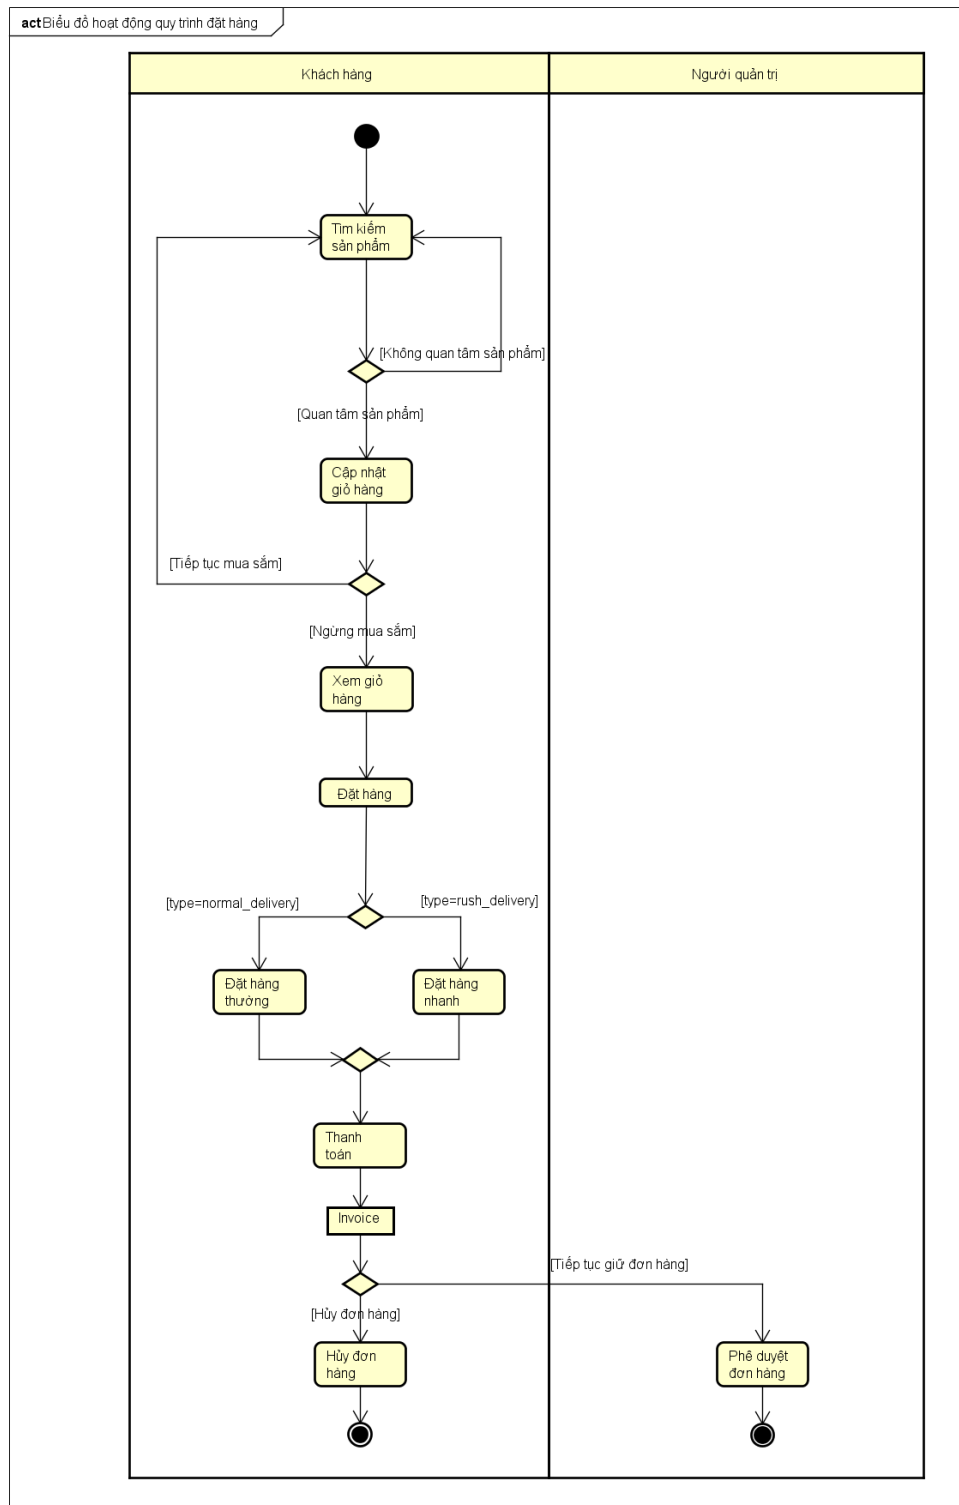 act Biểu đồ hoạt động quy trình đặt hàng
Khách hàng
Người quản trị
Tìm kiếm
sản phẩm
[Không quan tâm sản phẩm]
[Quan tâm sản phẩm]
Cập nhật
giỏ hàng
[Tiếp tục mua sắm]
[Ngừng mua sắm]
Xem giỏ
hàng
Đặt hàng
[type=normal_delivery]
[type=rush_delivery]
Đặt hàng
thường
Đặt hàng
nhanh
Thanh
toán
Invoice
[Tiếp tục giữ đơn hàng]
[Hủy đơn hàng]
Hủy đơn
hàng
Phê duyệt
đơn hàng